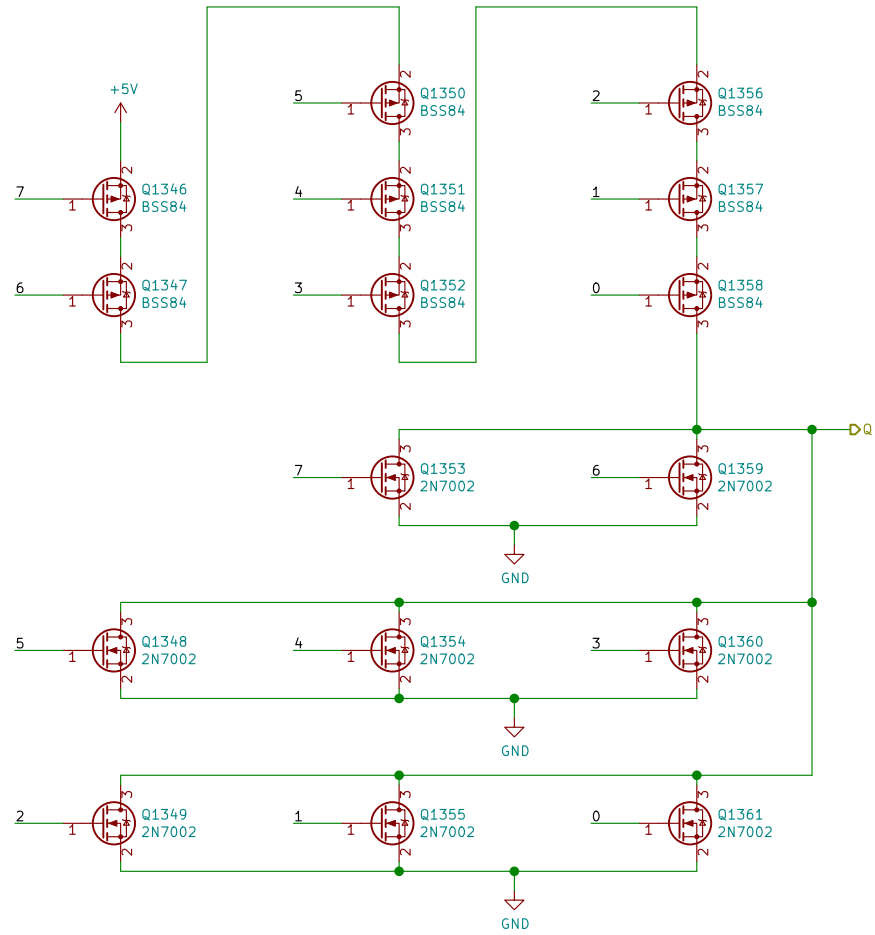 +5V
2
5 1 Q1350
BSS84
3
2
2 1 Q1356
BSS84
3
2
7 1 Q1346
BSS84
3
2
4 1 Q1351
BSS84
3
2
1 1 Q1357
BSS84
3
2
6 1 Q1347
BSS84
3
2
3 1 Q1352
BSS84
3
2
0 1 Q1358
BSS84
3
Q
3
7 1 Q1353
2N7002
2
3
6 1 Q1359
2N7002
2
GND
3
5 1 Q1348
2N7002
2
3
4 1 Q1354
2N7002
2
3
3 1 Q1360
2N7002
2
GND
3
2 1 Q1349
2N7002
2
3
1 1 Q1355
2N7002
2
3
0 1 Q1361
2N7002
2
GND